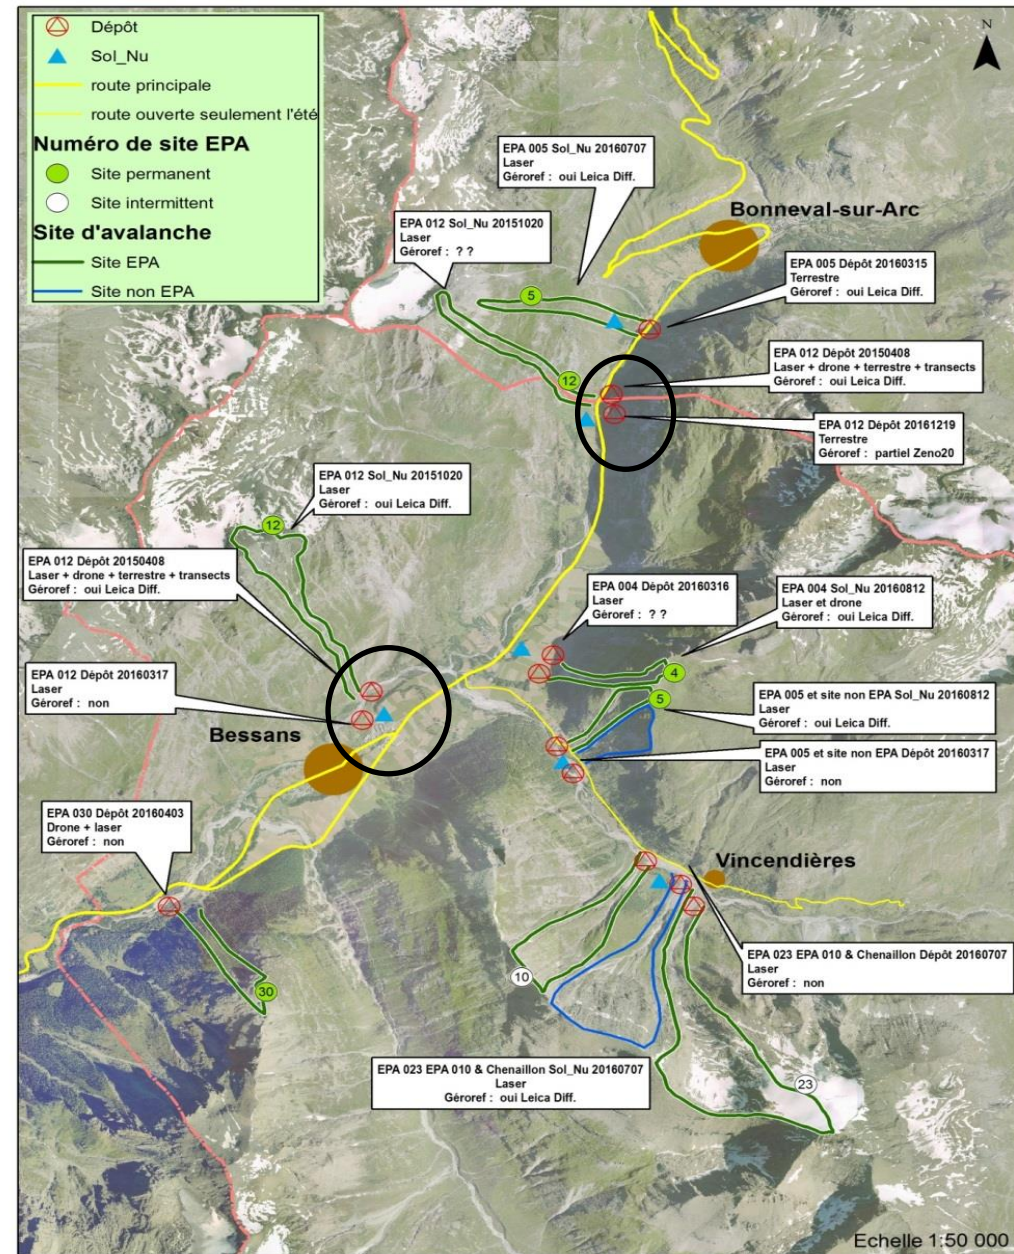 Dépôt
Sol_Nu
route principale
route ouverte seulement l'été
Numéro de site EPA
Site permanent
Site intermittent
Site d'avalanche
Site EPA
Site non EPA
N
EPA 005 Sol_Nu 20160707
Laser
Géroref : oui Leica Diff.
Bonneval-sur-Arc
EPA 012 Sol_Nu 20151020
Laser
Géroref : ? ?
EPA 005 Dépôt 20160315
Terrestre
Géroref : oui Leica Diff.
5
EPA 012 Dépôt 20150408
Laser + drone + terrestre + transects
Géroref : oui Leica Diff.
12
EPA 012 Dépôt 20161219
Terrestre
Géroref : partiel Zeno20
EPA 012 Sol_Nu 20151020
Laser
Géroref : oui Leica Diff.
12
EPA 012 Dépôt 20150408
Laser + drone + terrestre + transects
Géroref : oui Leica Diff.
EPA 004 Dépôt 20160316
Laser
Géroref : ? ?
EPA 004 Sol_Nu 20160812
Laser et drone
Géroref : oui Leica Diff.
4
EPA 012 Dépôt 20160317
Laser
Géroref : non
5
EPA 005 et site non EPA Sol_Nu 20160812
Laser
Géroref : oui Leica Diff.
Bessans
EPA 005 et site non EPA Dépôt 20160317
Laser
Géroref : non
EPA 030 Dépôt 20160403
Drone + laser
Géroref : non
Vincendières
EPA 023 EPA 010 & Chenaillon Dépôt 20160707
Laser
Géroref : non
10
30
EPA 023 EPA 010 & Chenaillon Sol_Nu 20160707
Laser
Géroref : oui Leica Diff.
23
Echelle 1:50 000